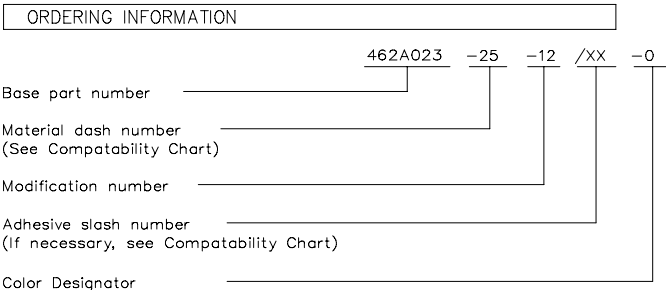 ORDERING INFORMATION
462A023 -25 -12 /XX -0
Base part number
Material dash number
(See Compatability Chart)
Modification number
Adhesive slash number
(If necessary, see Compatability Chart)
Color Designator